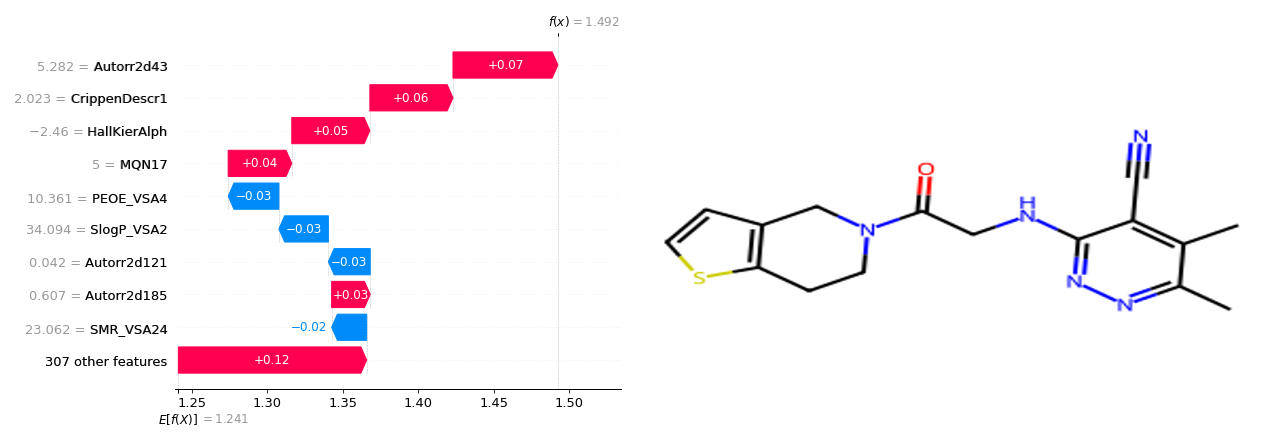 f(x) = 1.492
5.282 = Autorr2d43
+0.07
2.023 = CrippenDescr1
+0.06
−2.46 = HallKierAlph
+0.05
5 = MQN17
+0.04
10.361 = PEOE_VSA4
−0.03
34.094 = SlogP_VSA2
−0.03
0.042 = Autorr2d121
−0.03
0.607 = Autorr2d185
+0.03
23.062 = SMR_VSA24
−0.02
307 other features
+0.12
1.25 1.30 1.35 1.40 1.45 1.50
E[f(X)] = 1.241
N
O
H
N
N
S
N
N